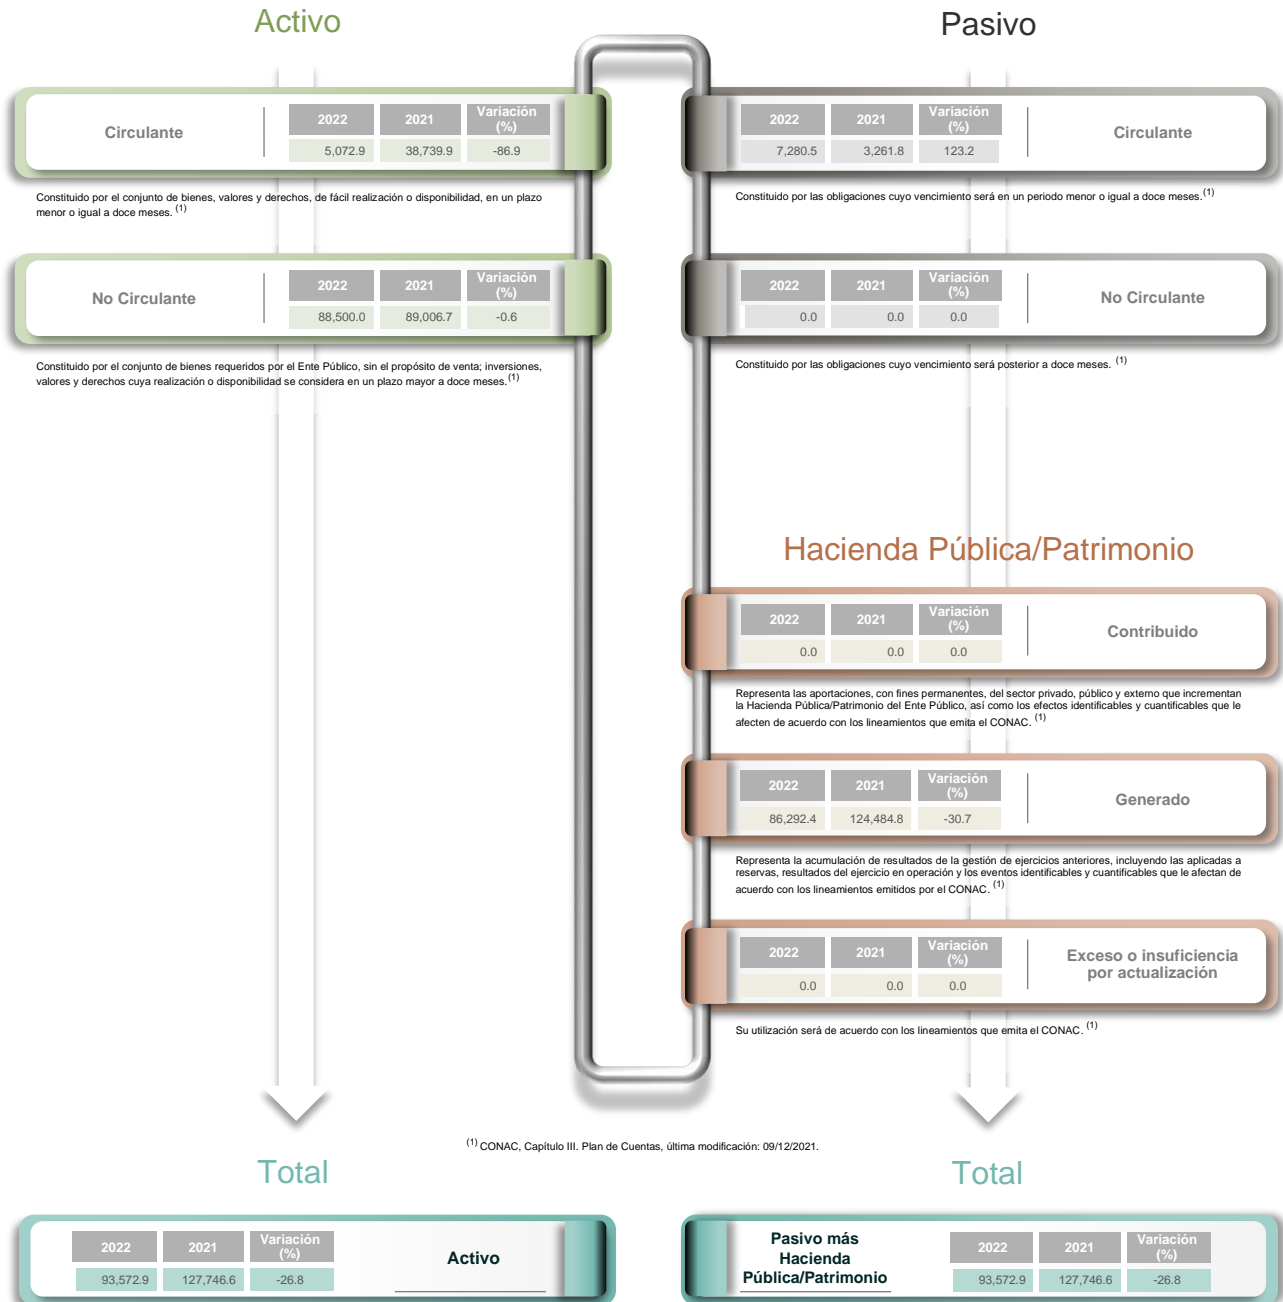 Activo
Circulante
2022 2021 Variación (%)
5,072.9 38,739.9 -86.9
Constituido por el conjunto de bienes, valores y derechos, de fácil realización o disponibilidad, en un plazo
menor o igual a doce meses. (1)
No Circulante
2022 2021 Variación (%)
88,500.0 89,006.7 -0.6
Constituido por el conjunto de bienes requeridos por el Ente Público, sin el propósito de venta; inversiones,
valores y derechos cuya realización o disponibilidad se considera en un plazo mayor a doce meses. (1)
Pasivo
2022 2021 Variación (%)
7,280.5 3,261.8 123.2
Circulante
Constituido por las obligaciones cuyo vencimiento será en un periodo menor o igual a doce meses. (1)
2022 2021 Variación (%)
0.0 0.0 0.0
No Circulante
Constituido por las obligaciones cuyo vencimiento será posterior a doce meses. (1)
Hacienda Pública/Patrimonio
2022 2021 Variación (%)
0.0 0.0 0.0
Contribuido
Representa las aportaciones, con fines permanentes, del sector privado, público y externo que incrementan
la Hacienda Pública/Patrimonio del Ente Público, así como los efectos identificables y cuantificables que le
afecten de acuerdo con los lineamientos que emita el CONAC. (1)
2022 2021 Variación (%)
86,292.4 124,484.8 -30.7
Generado
Representa la acumulación de resultados de la gestión de ejercicios anteriores, incluyendo las aplicadas a
reservas, resultados del ejercicio en operación y los eventos identificables y cuantificables que le afectan de
acuerdo con los lineamientos emitidos por el CONAC. (1)
2022 2021 Variación (%)
0.0 0.0 0.0
Exceso o insuficiencia
por actualización
Su utilización será de acuerdo con los lineamientos que emita el CONAC. (1)
(1) CONAC, Capítulo III. Plan de Cuentas, última modificación: 09/12/2021.
Total
2022 2021 Variación (%)
93,572.9 127,746.6 -26.8
Activo
Total
Pasivo más
Hacienda
Pública/Patrimonio
2022 2021 Variación (%)
93,572.9 127,746.6 -26.8